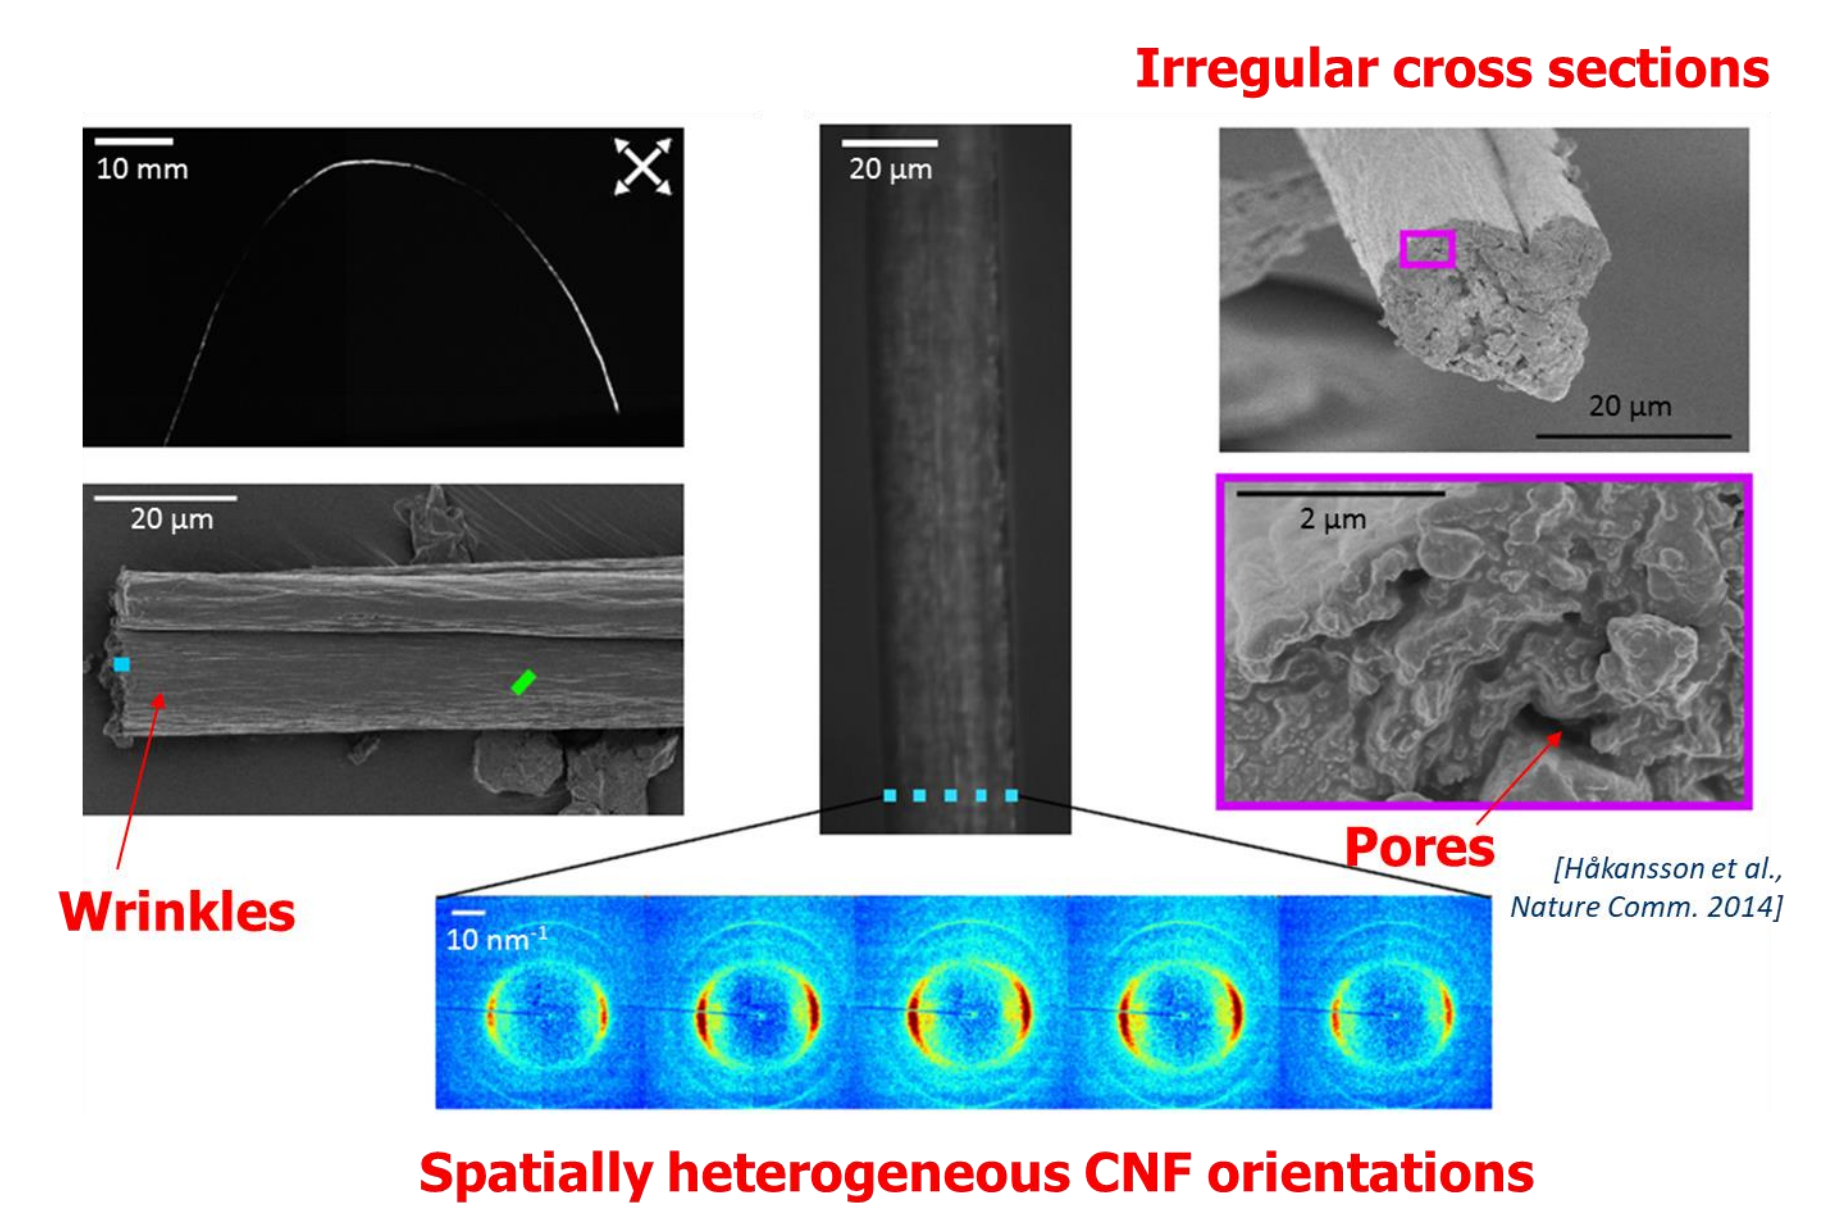 Irregular cross sections
10 mm
20 µm
20 µm
20 µm
2 µm
Pores
[Håkansson et al.,
Nature Comm. 2014]
Wrinkles
10 nm⁻¹
Spatially heterogeneous CNF orientations